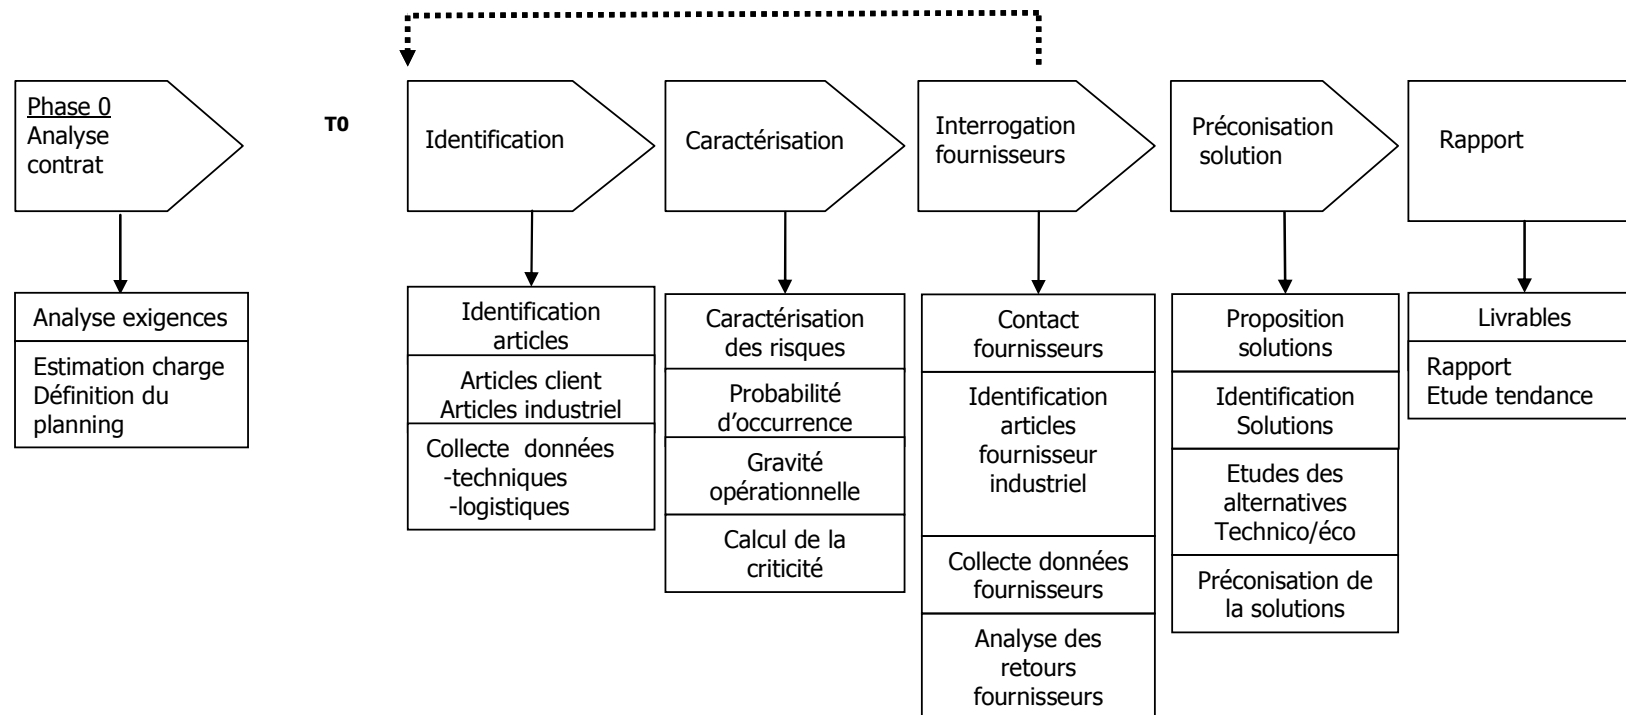 Phase 0
Analyse
contrat
T0
Identification
Caractérisation
Interrogation
fournisseurs
Préconisation
solution
Rapport
Analyse exigences
Estimation charge
Définition du
planning
Identification
articles
Articles client
Articles industriel
Collecte données
-techniques
-logistiques
Caractérisation
des risques
Probabilité
d'occurrence
Gravité
opérationnelle
Calcul de la
criticité
Contact
fournisseurs
Identification
articles
fournisseur
industriel
Collecte données
fournisseurs
Analyse des
retours
fournisseurs
Proposition
solutions
Identification
Solutions
Etudes des
alternatives
Technico/éco
Préconisation de
la solutions
Livrables
Rapport
Etude tendance